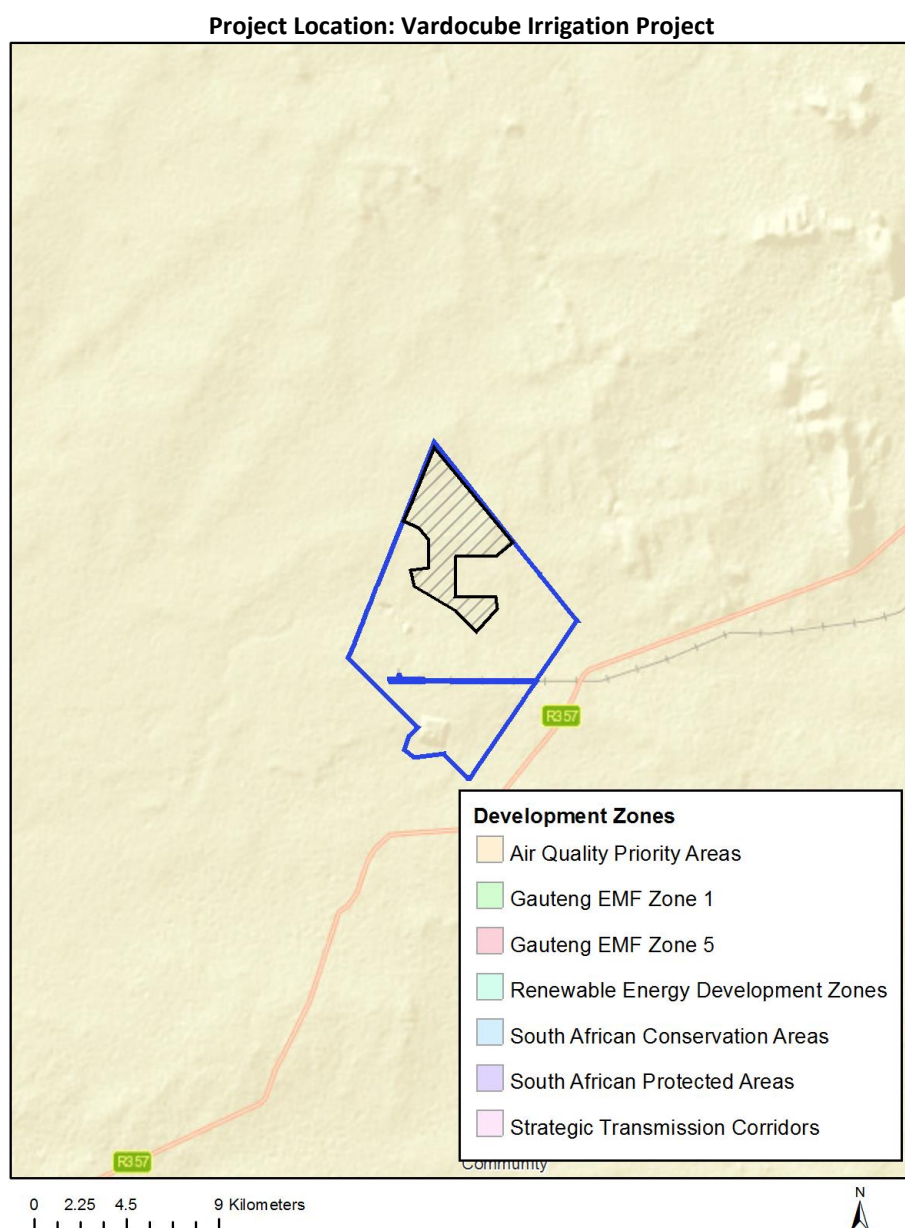 Project Location: Vardocube Irrigation Project
R357
Development Zones
Air Quality Priority Areas
Gauteng EMF Zone 1
Gauteng EMF Zone 5
Renewable Energy Development Zones
South African Conservation Areas
South African Protected Areas
Strategic Transmission Corridors
R357
Community
0 2.25 4.5 9 Kilometers
N